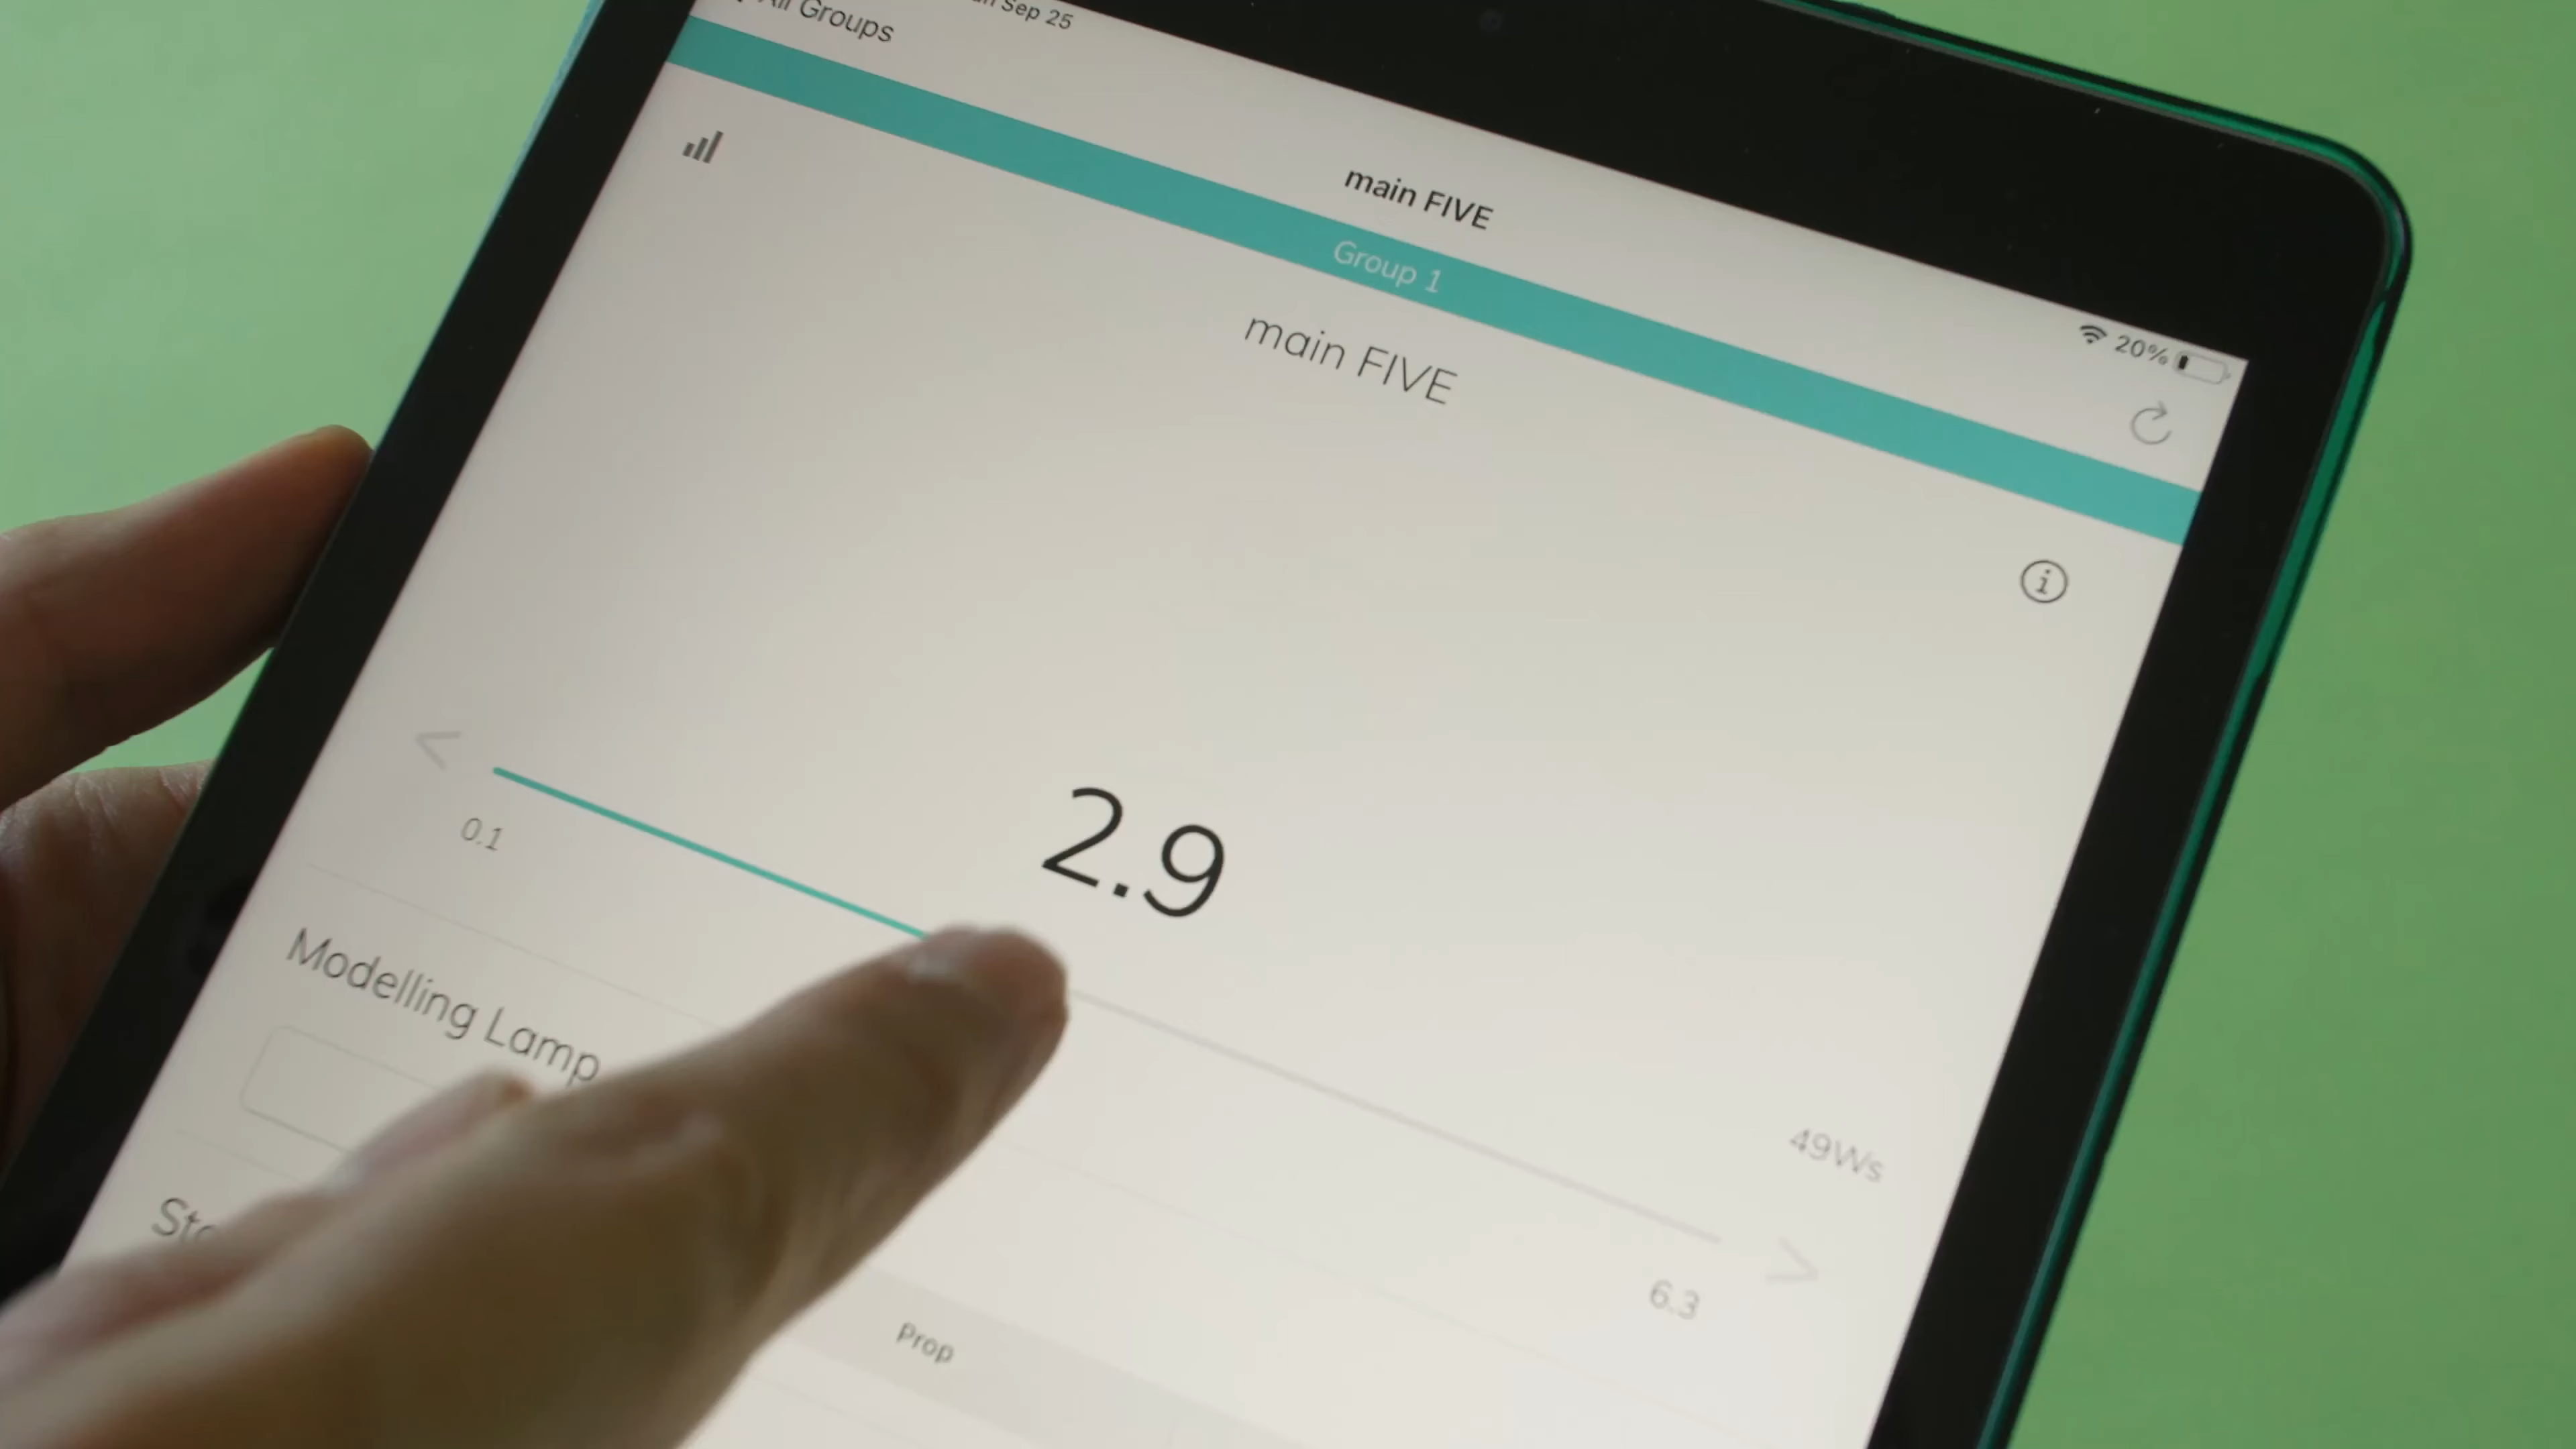 All Groups
Sep 25
main FIVE
20%
Group 1
main FIVE
2.9
0.1
49Ws
6.3
Modelling Lamp
Prop